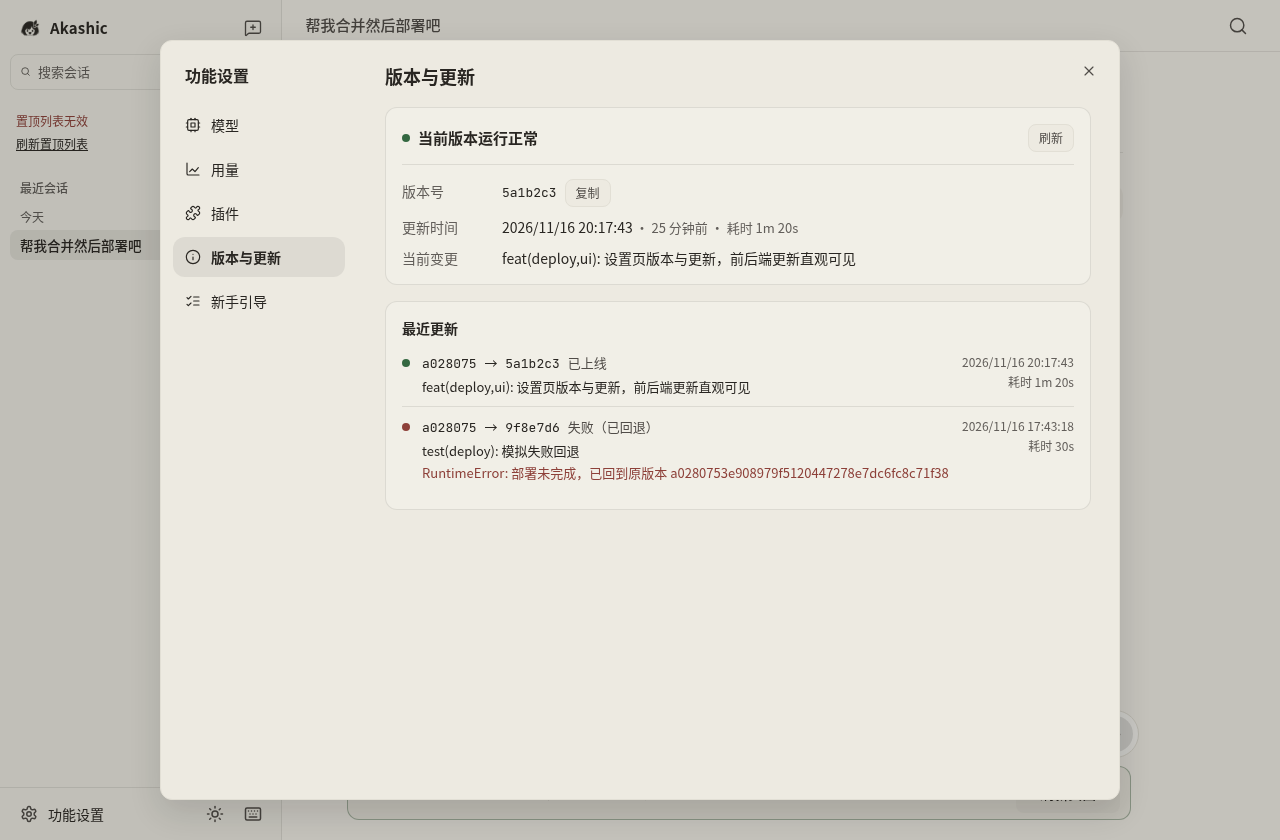 Akashic
帮我合并然后部署吧
搜索会话
置顶列表无效
刷新置顶列表
最近会话
今天
帮我合并然后部署吧
功能设置
功能设置
模型
用量
插件
版本与更新
新手引导
版本与更新
当前版本运行正常
刷新
版本号 5a1b2c3 复制
更新时间 2026/11/16 20:17:43 · 25 分钟前 · 耗时 1m 20s
当前变更 feat(deploy,ui): 设置页版本与更新，前后端更新直观可见
最近更新
a028075 → 5a1b2c3 已上线 2026/11/16 20:17:43
feat(deploy,ui): 设置页版本与更新，前后端更新直观可见 耗时 1m 20s
a028075 → 9f8e7d6 失败（已回退） 2026/11/16 17:43:18
test(deploy): 模拟失败回退 耗时 30s
RuntimeError: 部署未完成，已回到原版本 a0280753e908979f5120447278e7dc6fc8c71f38